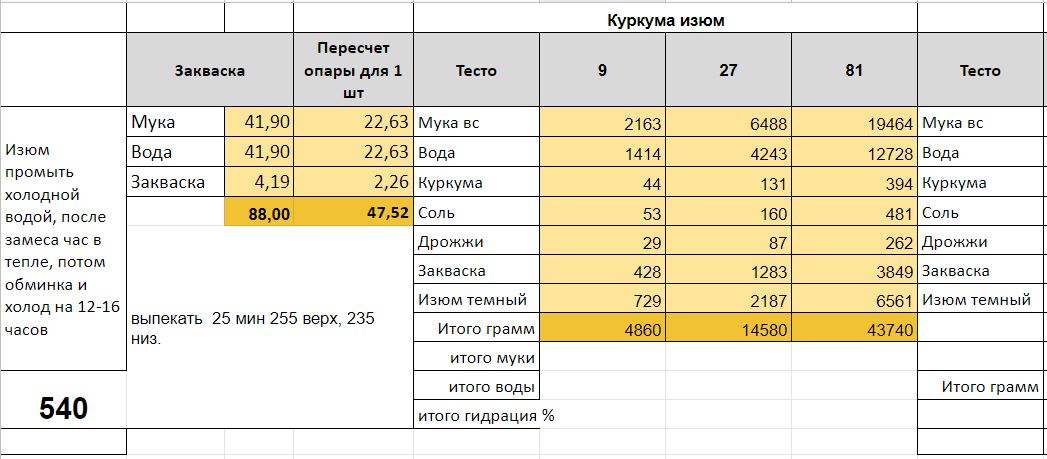 Куркума изюм
Закваска
Пересчет
опары для 1
шт
Тесто
9
27
81
Тесто
Мука 41,90 22,63 Мука вс 2163 6488 19464 Мука вс
Вода 41,90 22,63 Вода 1414 4243 12728 Вода
Закваска 4,19 2,26 Куркума 44 131 394 Куркума
88,00 47,52 Соль 53 160 481 Соль
Дрожжи 29 87 262 Дрожжи
Закваска 428 1283 3849 Закваска
Изюм темный 729 2187 6561 Изюм темный
Итого грамм 4860 14580 43740
итого муки
итого воды Итого грамм
итого гидрация %
Изюм
промыть
холодной
водой, после
замеса час в
тепле, потом
обминка и
холод на 12-16
часов
выпекать 25 мин 255 верх, 235
низ.
540